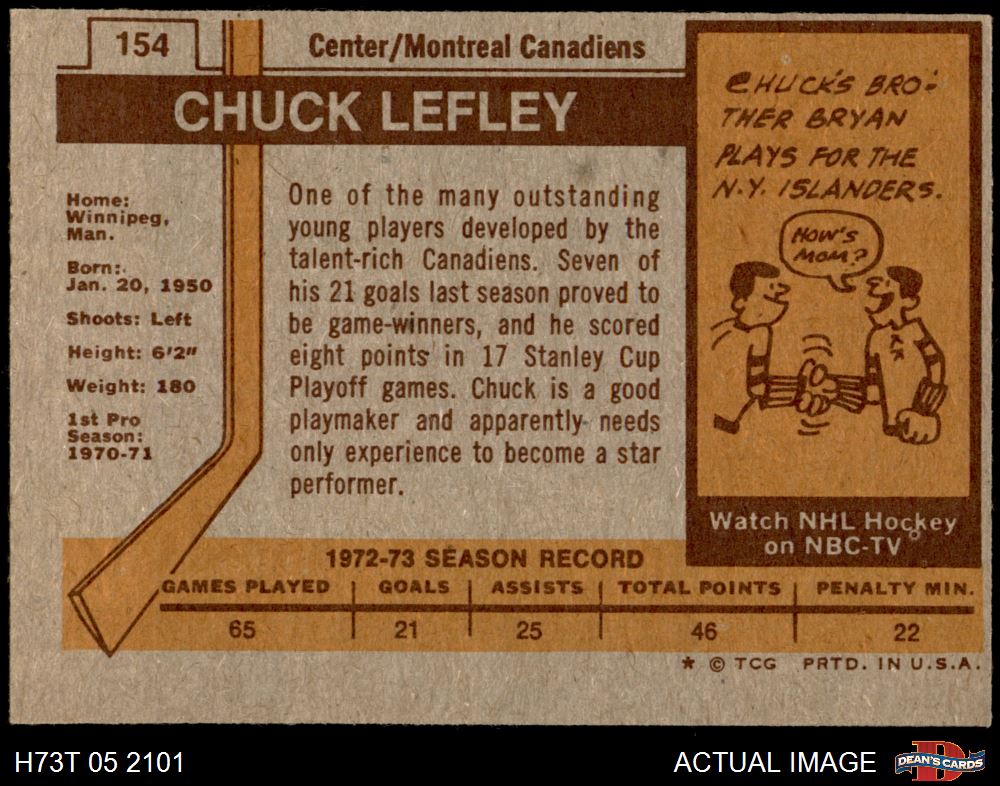 154
Center/Montreal Canadiens
CHUCK LEFLEY
Home:
Winnipeg,
Man.
Born:
Jan. 20, 1950
Shoots: Left
Height: 6'2"
Weight: 180
1st Pro
Season:
1970-71
One of the many outstanding
young players developed by the
talent-rich Canadiens. Seven of
his 21 goals last season proved to
be game-winners, and he scored
eight points in 17 Stanley Cup
Playoff games. Chuck is a good
playmaker and apparently needs
only experience to become a star
performer.
CHUCK'S BRO-
THER BRYAN
PLAYS FOR THE
N.Y. ISLANDERS.
HOW'S
MOM?
Watch NHL Hockey
on NBC-TV
1972-73 SEASON RECORD
GAMES PLAYED GOALS ASSISTS TOTAL POINTS PENALTY MIN.
65 21 25 46 22
* © TCG PRTD. IN U.S.A.
H73T 05 2101 ACTUAL IMAGE
D DEAN'S CARDS